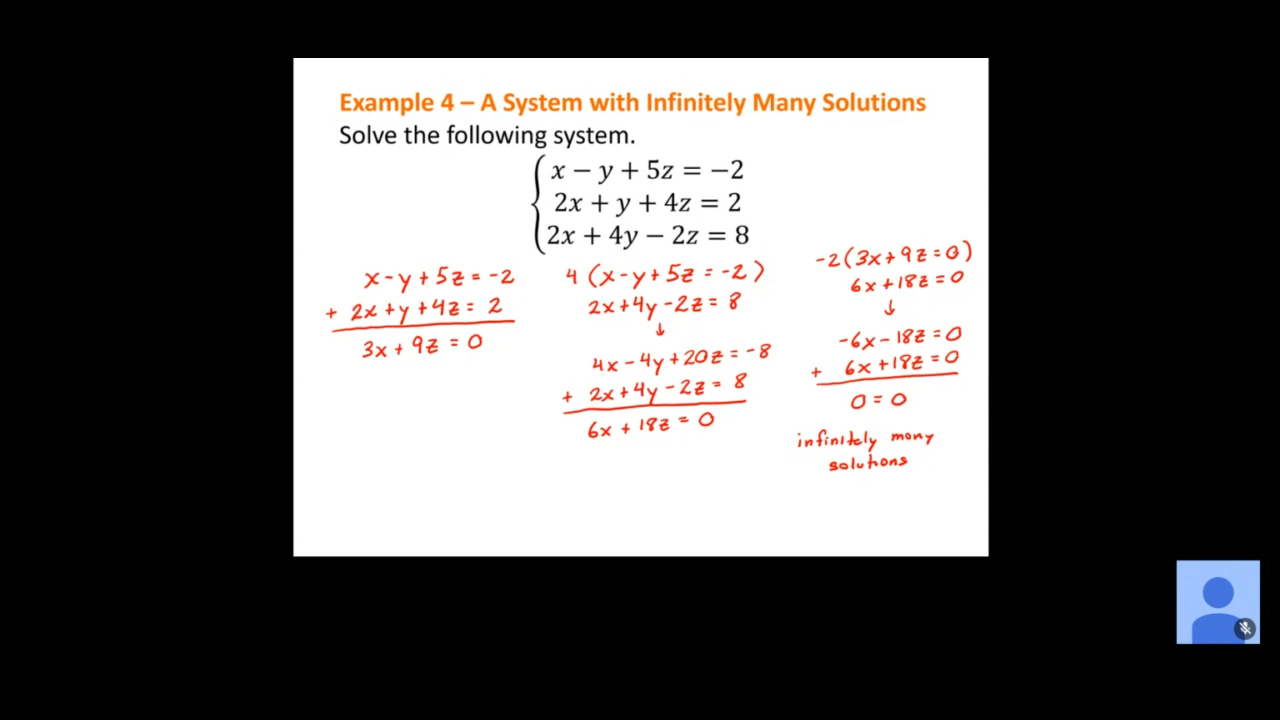 Example 4 – A System with Infinitely Many Solutions
Solve the following system.
x − y + 5z = −2
2x + y + 4z = 2
2x + 4y − 2z = 8
x-y+5z=-2
+ 2x+y+4z=2
3x+9z=0
4(x-y+5z=-2)
2x+4y-2z=8
↓
4x-4y+20z=-8
+ 2x+4y-2z=8
6x+18z=0
-2(3x+9z=0)
6x+18z=0
↓
-6x-18z=0
+ 6x+18z=0
0=0
infinitely many
solutions